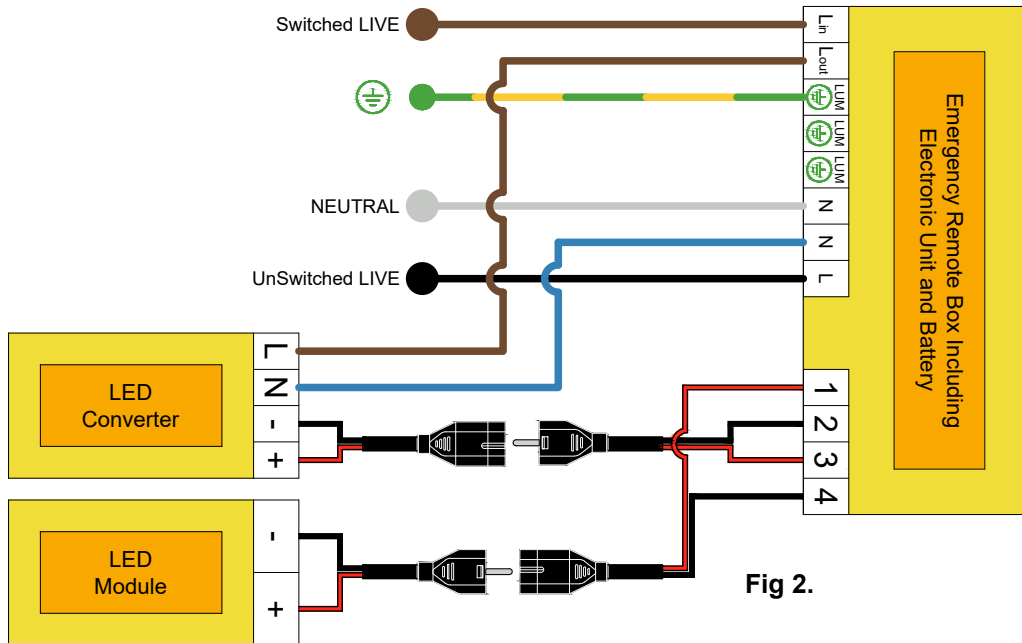 Switched LIVE
NEUTRAL
UnSwitched LIVE
Lin
Lout
LUM
LUM
LUM
N
N
L
Emergency Remote Box Including
Electronic Unit and Battery
1
2
3
4
LED
Converter
L
N
-
+
LED
Module
-
+
Fig 2.